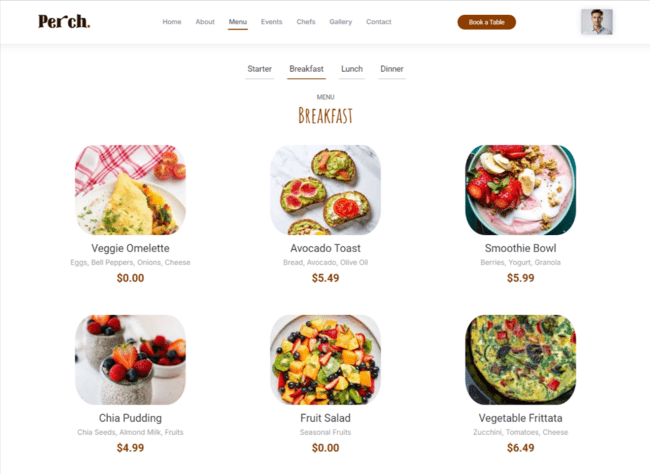 Perch.
Home About Menu Events Chefs Gallery Contact
Book a Table
Starter Breakfast Lunch Dinner
MENU
BREAKFAST
Veggie Omelette
Eggs, Bell Peppers, Onions, Cheese
$0.00
Avocado Toast
Bread, Avocado, Olive Oil
$5.49
Smoothie Bowl
Berries, Yogurt, Granola
$5.99
Chia Pudding
Chia Seeds, Almond Milk, Fruits
$4.99
Fruit Salad
Seasonal Fruits
$0.00
Vegetable Frittata
Zucchini, Tomatoes, Cheese
$6.49